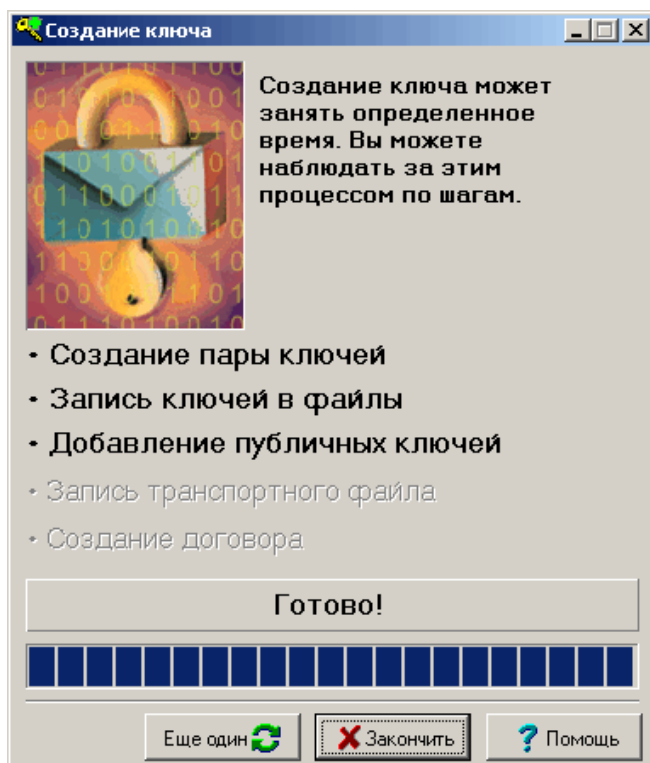 Создание ключа
Создание ключа может
занять определенное
время. Вы можете
наблюдать за этим
процессом по шагам.
• Создание пары ключей
• Запись ключей в файлы
• Добавление публичных ключей
• Запись транспортного файла
• Создание договора
Готово!
Еще один
Закончить
Помощь